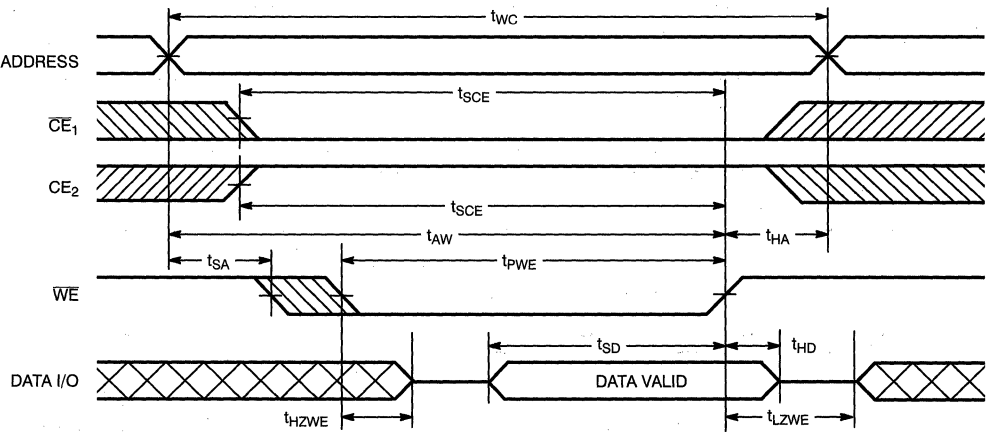 tWC
ADDRESS
tSCE
CE1
CE2
tSCE
tAW
tHA
tSA
tPWE
WE
tSD
tHD
DATA I/O
DATA VALID
tHZWE
tLZWE